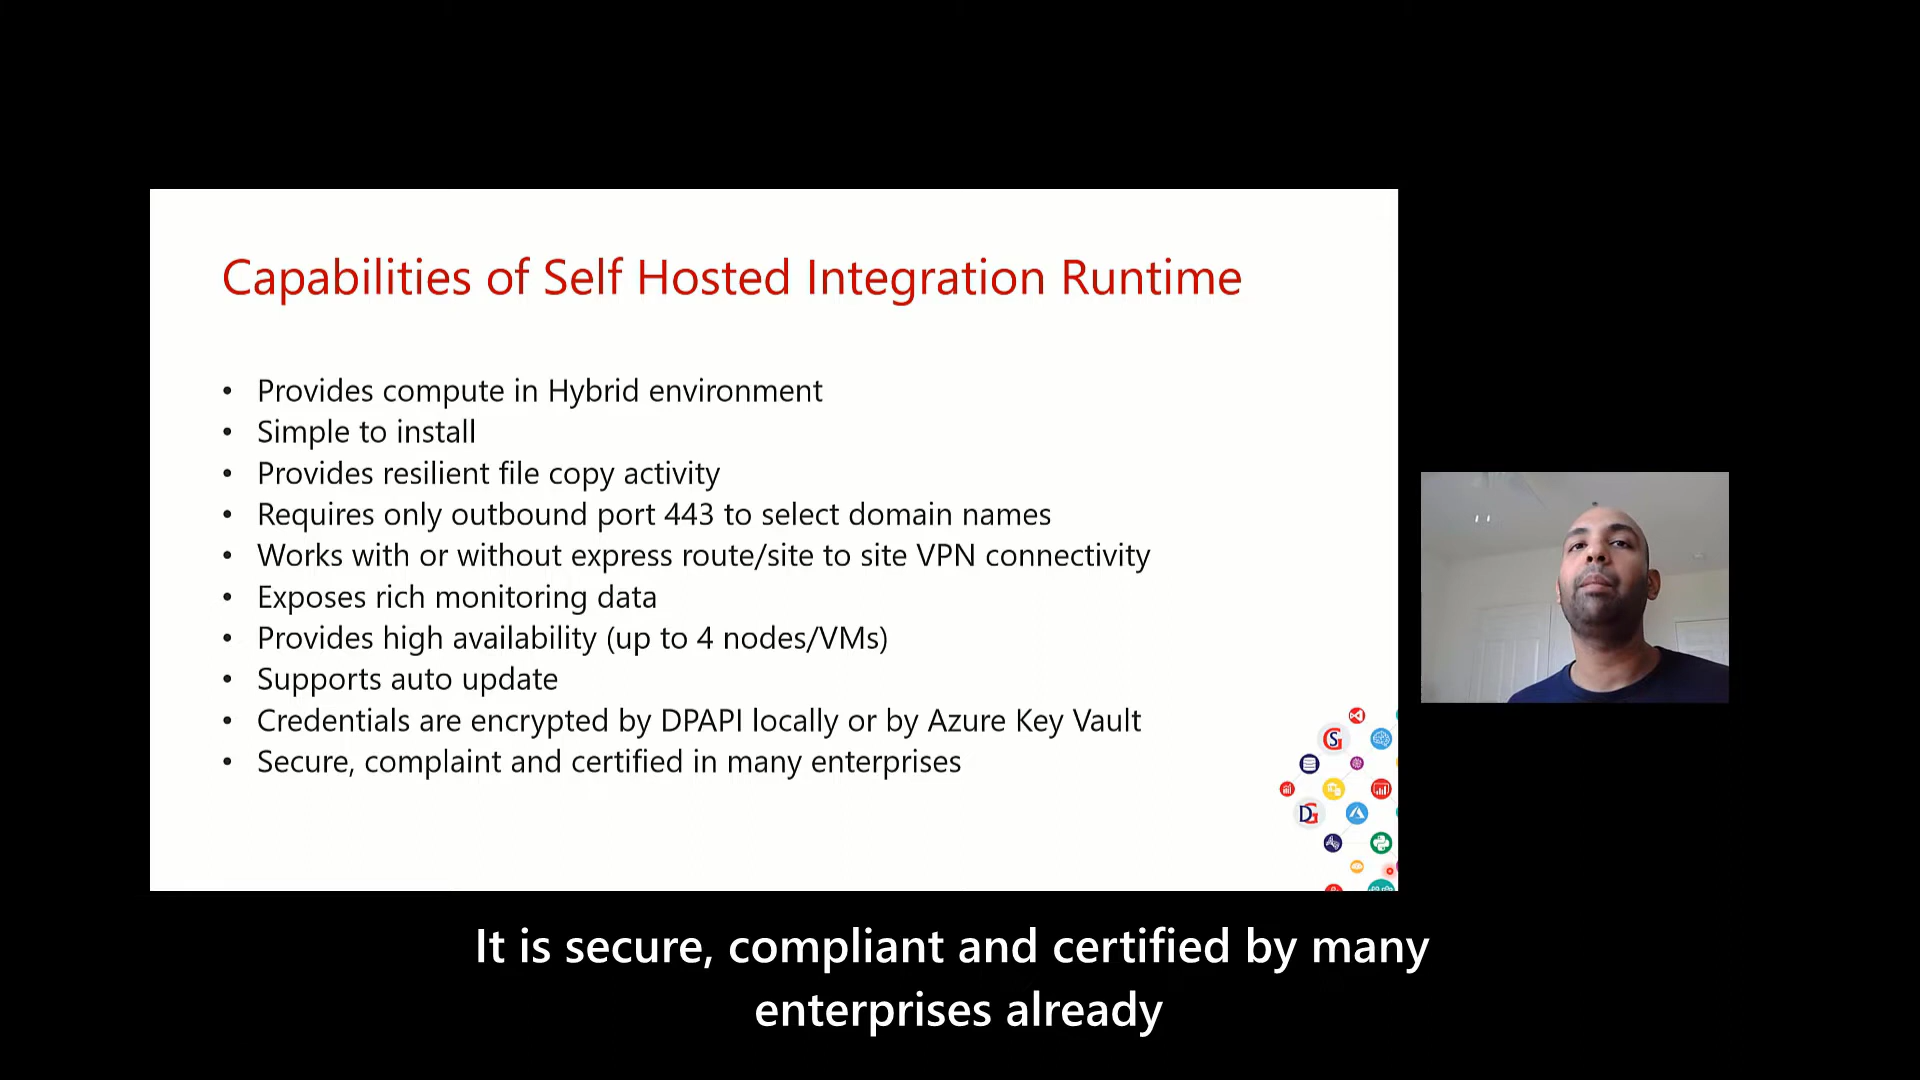 Capabilities of Self Hosted Integration Runtime
• Provides compute in Hybrid environment
• Simple to install
• Provides resilient file copy activity
• Requires only outbound port 443 to select domain names
• Works with or without express route/site to site VPN connectivity
• Exposes rich monitoring data
• Provides high availability (up to 4 nodes/VMs)
• Supports auto update
• Credentials are encrypted by DPAPI locally or by Azure Key Vault
• Secure, complaint and certified in many enterprises
It is secure, compliant and certified by many
enterprises already